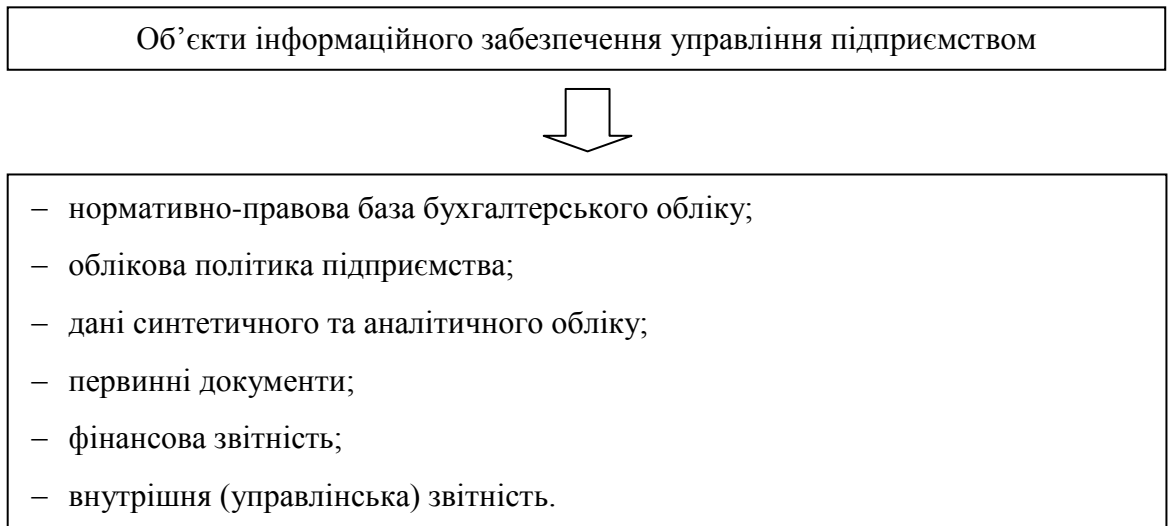 Об’єкти інформаційного забезпечення управління підприємством
– нормативно-правова база бухгалтерського обліку;
– облікова політика підприємства;
– дані синтетичного та аналітичного обліку;
– первинні документи;
– фінансова звітність;
– внутрішня (управлінська) звітність.